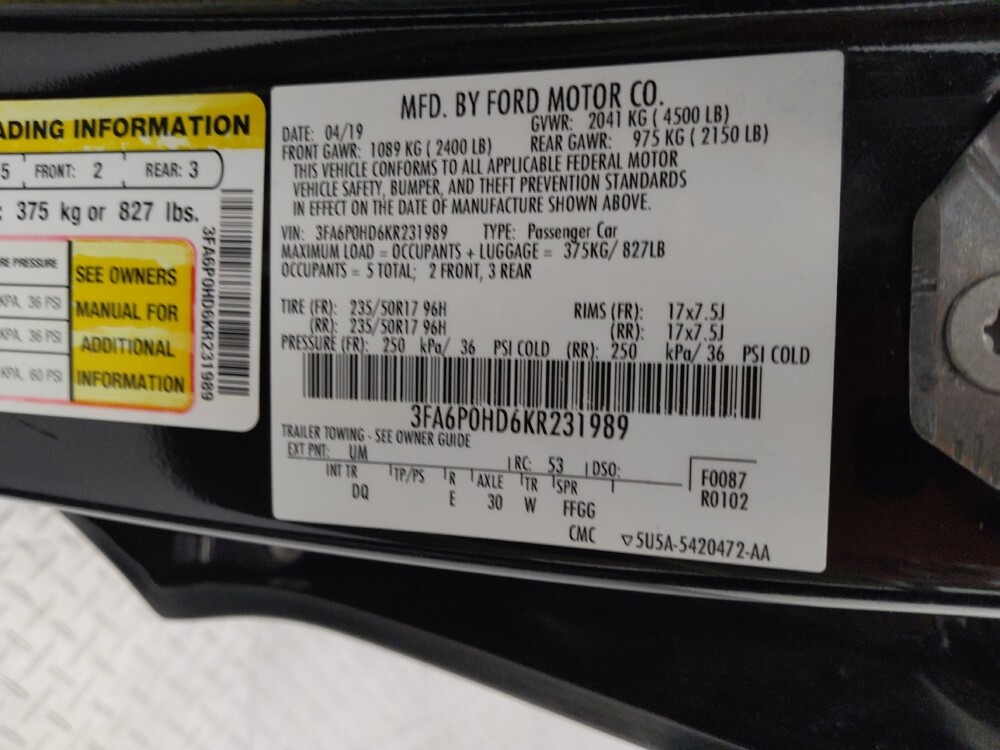 ADING INFORMATION
5 FRONT: 2 REAR: 3
: 375 kg or 827 lbs.
RE PRESSURE
KPA, 36 PSI
KPA, 36 PSI
KPA, 60 PSI
SEE OWNERS
MANUAL FOR
ADDITIONAL
INFORMATION
3FA6P0HD6KR231989
MFD. BY FORD MOTOR CO.
DATE: 04/19 GVWR: 2041 KG ( 4500 LB)
FRONT GAWR: 1089 KG ( 2400 LB) REAR GAWR: 975 KG ( 2150 LB)
THIS VEHICLE CONFORMS TO ALL APPLICABLE FEDERAL MOTOR
VEHICLE SAFETY, BUMPER, AND THEFT PREVENTION STANDARDS
IN EFFECT ON THE DATE OF MANUFACTURE SHOWN ABOVE.
VIN: 3FA6P0HD6KR231989 TYPE: Passenger Car
MAXIMUM LOAD = OCCUPANTS + LUGGAGE = 375KG/ 827LB
OCCUPANTS = 5 TOTAL; 2 FRONT, 3 REAR
TIRE (FR): 235/50R17 96H RIMS (FR): 17x7.5J
(RR): 235/50R17 96H (RR): 17x7.5J
PRESSURE (FR): 250 kPa/ 36 PSI COLD (RR): 250 kPa/ 36 PSI COLD
3FA6P0HD6KR231989
TRAILER TOWING - SEE OWNER GUIDE
EXT PNT: UM RC: 53 DSO:
INT TR TP/PS R AXLE TR SPR
DQ E 30 W FFGG
F0087
R0102
CMC ▽5U5A-5420472-AA